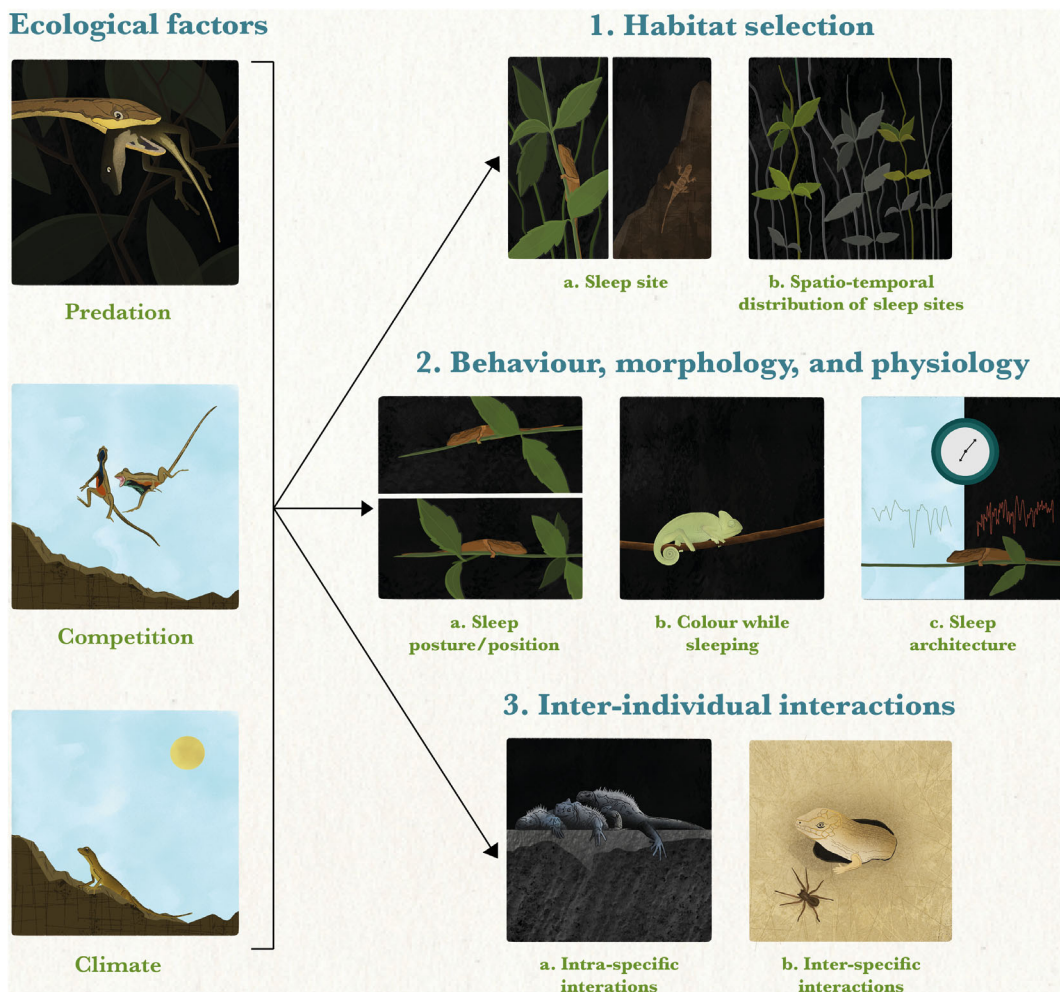 Ecological factors
Predation
Competition
Climate
1. Habitat selection
a. Sleep site
b. Spatio-temporal
distribution of sleep sites
2. Behaviour, morphology, and physiology
a. Sleep
posture/position
b. Colour while
sleeping
c. Sleep
architecture
3. Inter-individual interactions
a. Intra-specific
interations
b. Inter-specific
interactions